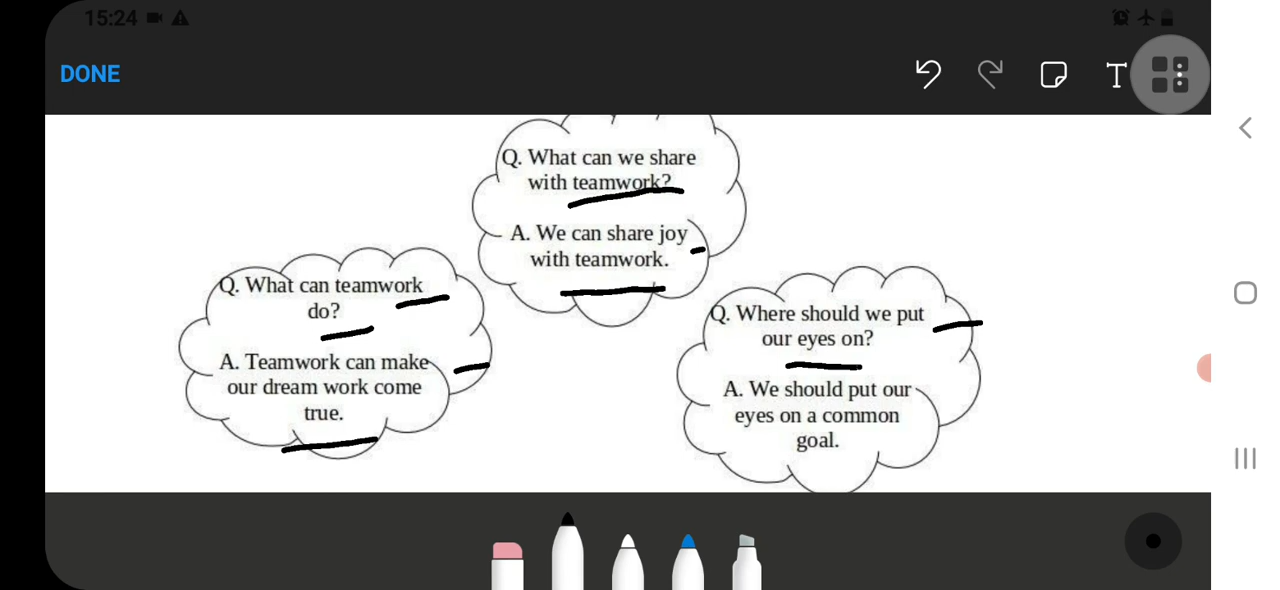 15:24
DONE
T
Q. What can we share
with teamwork?
A. We can share joy
with teamwork.
Q. What can teamwork
do?
A. Teamwork can make
our dream work come
true.
Q. Where should we put
our eyes on?
A. We should put our
eyes on a common
goal.